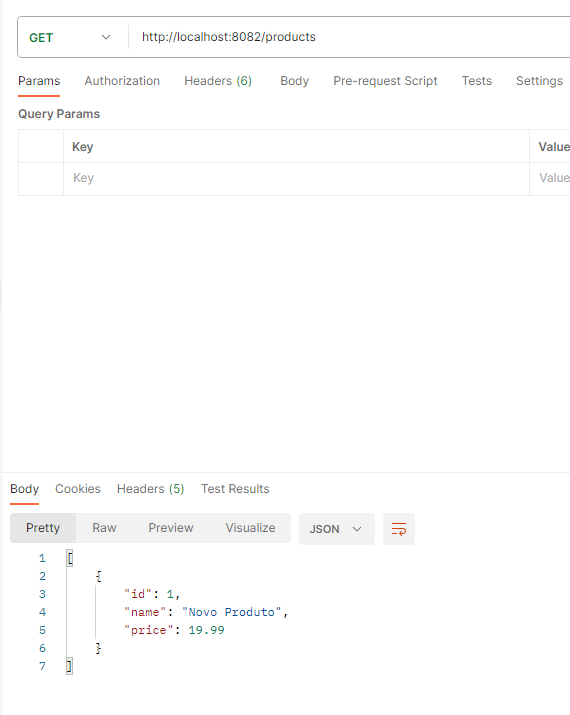 GET http://localhost:8082/products
Params Authorization Headers (6) Body Pre-request Script Tests Settings
Query Params
Key Value
Key Value
Body Cookies Headers (5) Test Results
Pretty Raw Preview Visualize JSON
1 [
2 {
3 "id": 1,
4 "name": "Novo Produto",
5 "price": 19.99
6 }
7 ]